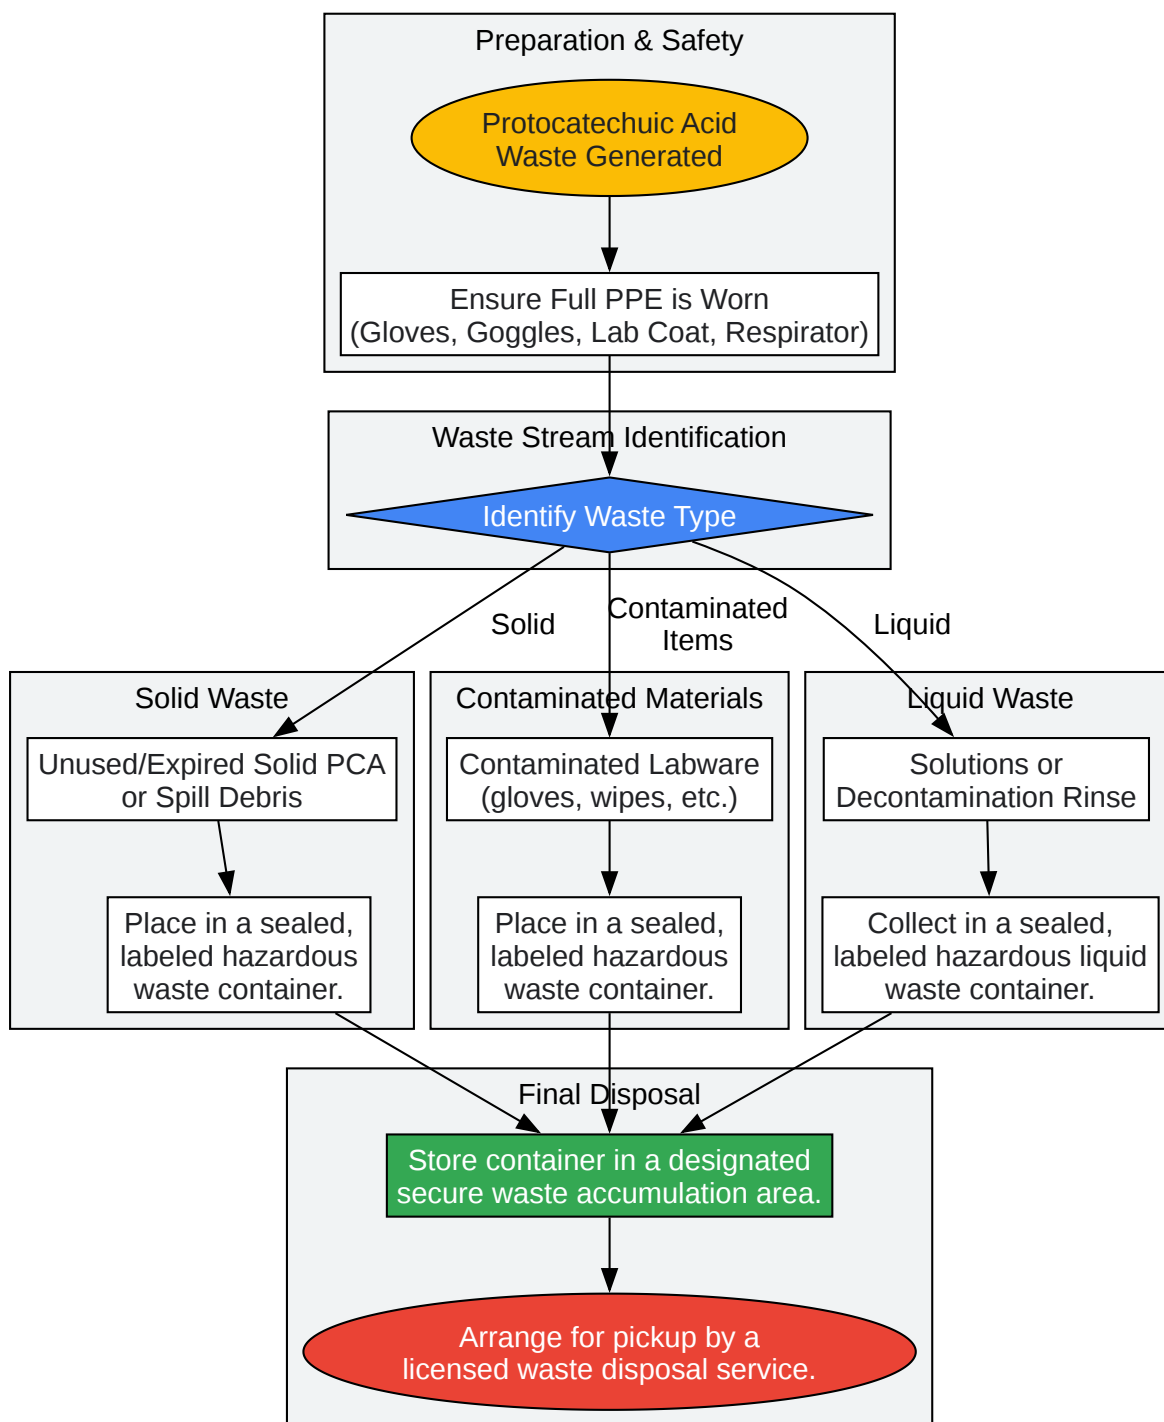 Preparation & Safety
Protocatechuic Acid
Waste Generated
Ensure Full PPE is Worn
(Gloves, Goggles, Lab Coat, Respirator)
Waste Stream Identification
Identify Waste Type
Solid
Contaminated
Items
Liquid
Solid Waste
Unused/Expired Solid PCA
or Spill Debris
Place in a sealed,
labeled hazardous
waste container.
Contaminated Materials
Contaminated Labware
(gloves, wipes, etc.)
Place in a sealed,
labeled hazardous
waste container.
Liquid Waste
Solutions or
Decontamination Rinse
Collect in a sealed,
labeled hazardous liquid
waste container.
Final Disposal
Store container in a designated
secure waste accumulation area.
Arrange for pickup by a
licensed waste disposal service.